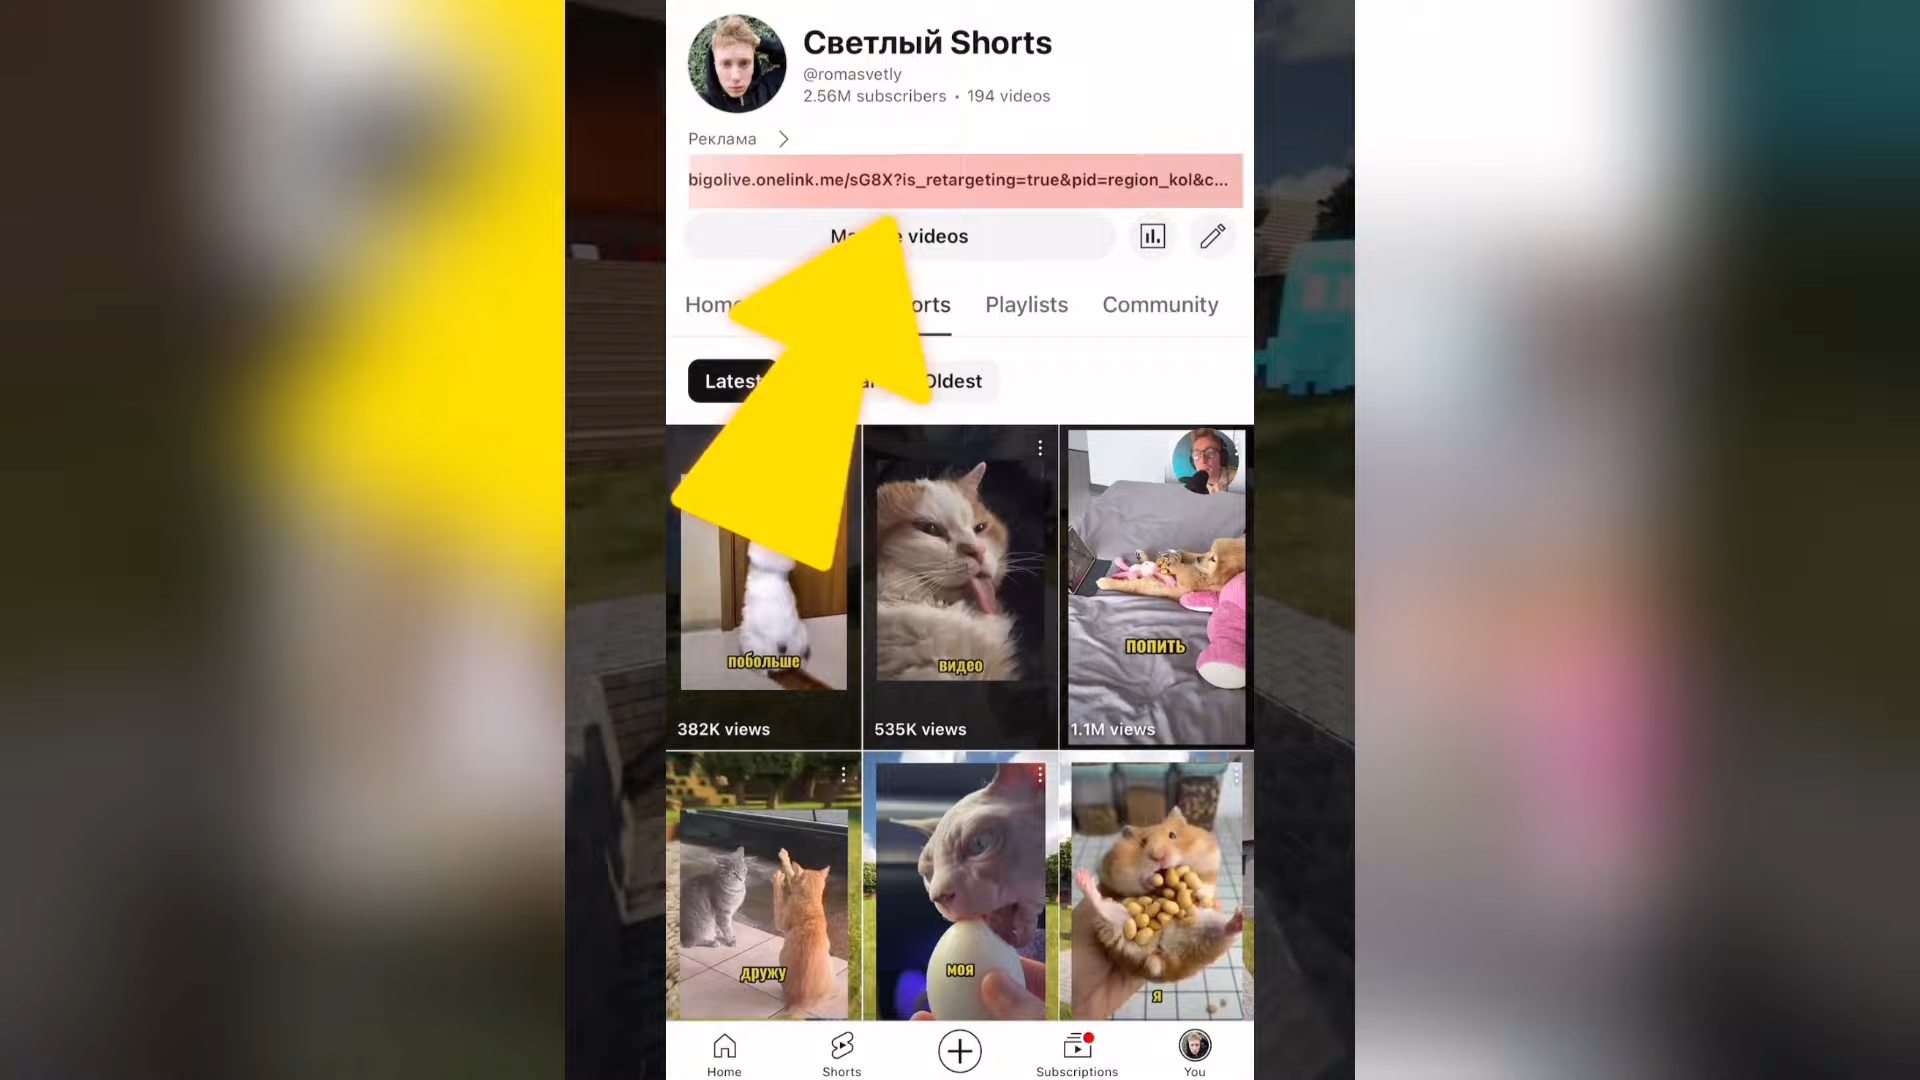 Светлый Shorts
@romasvetly
2.56M subscribers • 194 videos
Реклама
bigolive.onelink.me/sG8X?is_retargeting=true&pid=region_kol&c...
videos
Playlists Community
Latest Oldest
побольше
видео
попить
382K views
535K views
1.1M views
дружу
моя
я
Home
Shorts
Subscriptions
You